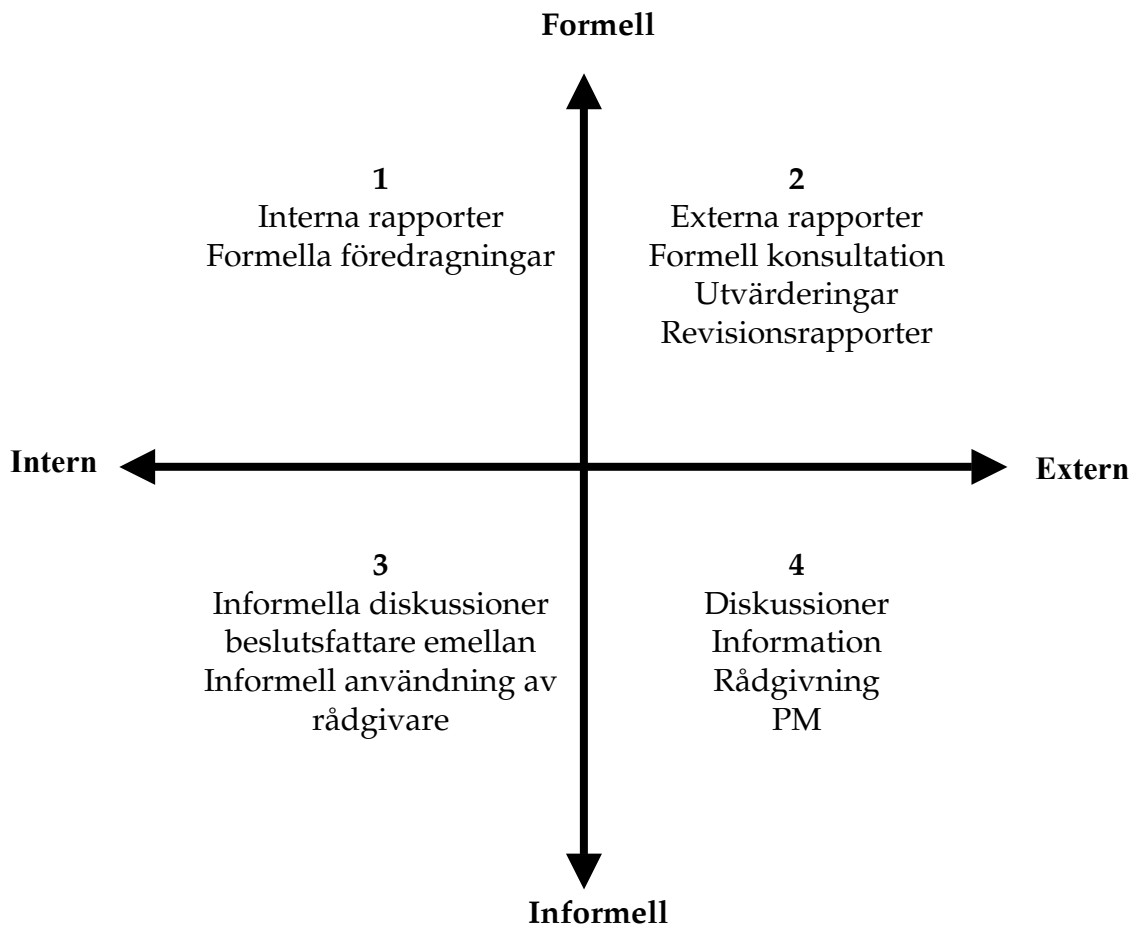 Formell
1
Interna rapporter
Formella föredragningar
2
Externa rapporter
Formell konsultation
Utvärderingar
Revisionsrapporter
Intern
Extern
3
Informella diskussioner
beslutsfattare emellan
Informell användning av
rådgivare
4
Diskussioner
Information
Rådgivning
PM
Informell